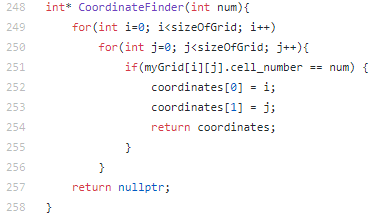 248 int* CoordinateFinder(int num){
249     for(int i=0; i<sizeOfGrid; i++)
250         for(int j=0; j<sizeOfGrid; j++){
251             if(myGrid[i][j].cell_number == num) {
252                 coordinates[0] = i;
253                 coordinates[1] = j;
254                 return coordinates;
255             }
256         }
257     return nullptr;
258 }